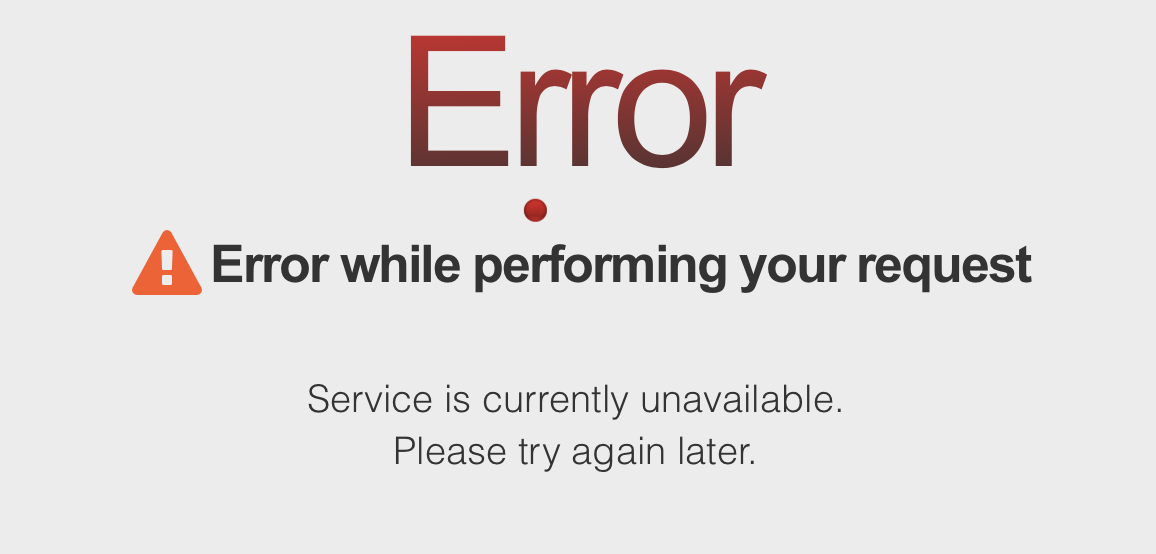 Error
Error while performing your request
Service is currently unavailable.
Please try again later.